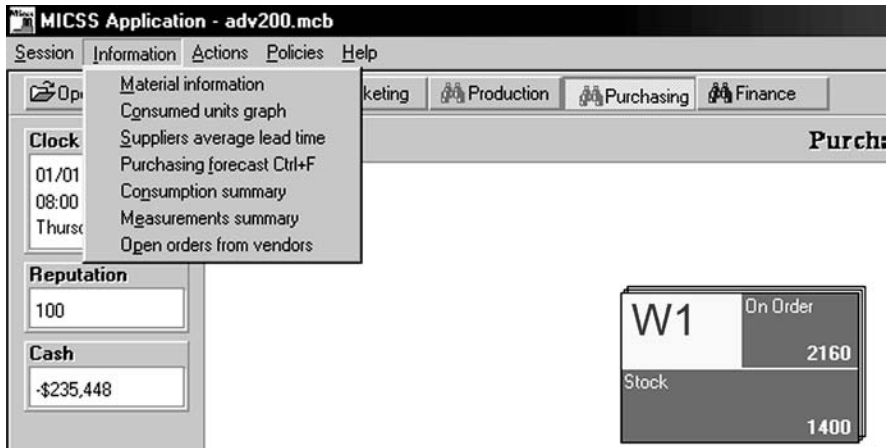 MICSS Application - adv200.mcb
Session Information Actions Policies Help
Material information
Consumed units graph
Suppliers average lead time
Purchasing forecast Ctrl+F
Consumption summary
Measurements summary
Open orders from vendors
Production Purchasing Finance
Clock
01/01
08:00
Reputation
100
Cash
-$235,448
W1
On Order
2160
Stock
1400